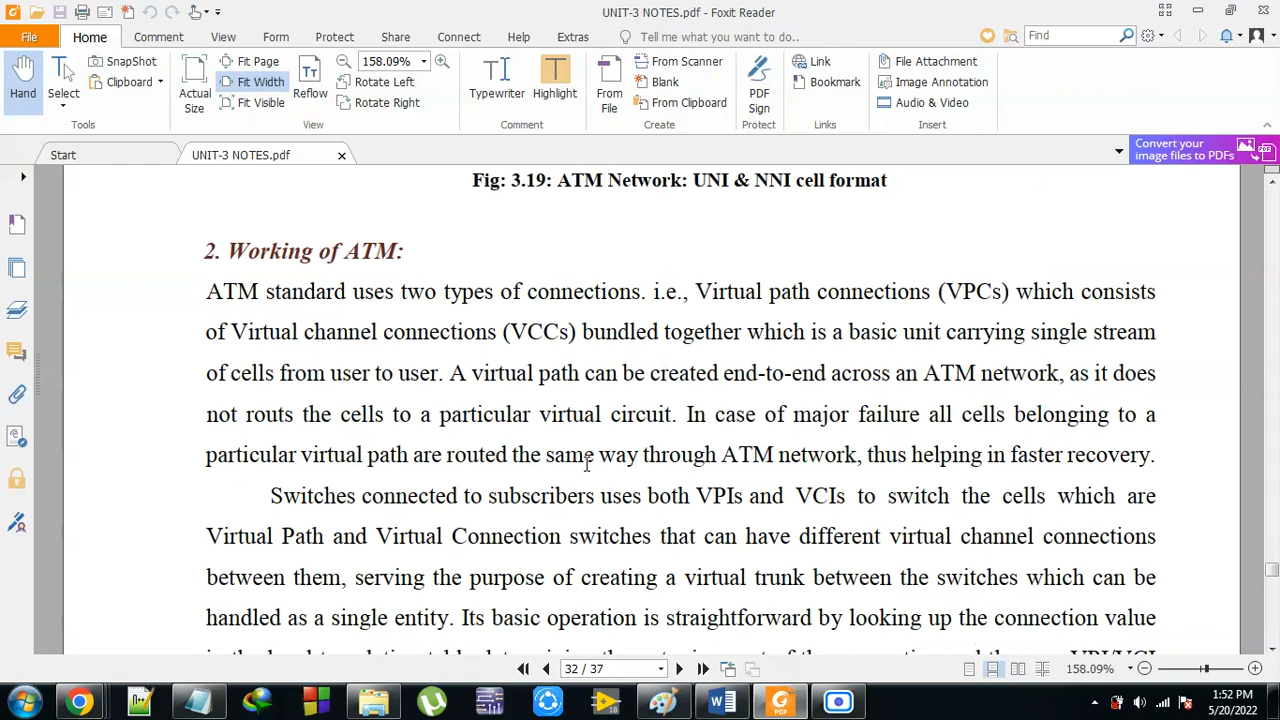 UNIT-3 NOTES.pdf - Foxit Reader
File Home Comment View Form Protect Share Connect Help Extras Tell me what you want to do... Find
Hand
Select
SnapShot
Clipboard
Tools
Actual Size
Fit Page
Fit Width
Fit Visible
Reflow
158.09%
Rotate Left
Rotate Right
View
Typewriter
Highlight
Comment
From File
From Scanner
Blank
From Clipboard
Create
PDF Sign
Protect
Link
Bookmark
Links
File Attachment
Image Annotation
Audio & Video
Insert
Start
UNIT-3 NOTES.pdf
Convert your
image files to PDFs
Fig: 3.19: ATM Network: UNI & NNI cell format
2. Working of ATM:
ATM standard uses two types of connections. i.e., Virtual path connections (VPCs) which consists
of Virtual channel connections (VCCs) bundled together which is a basic unit carrying single stream
of cells from user to user. A virtual path can be created end-to-end across an ATM network, as it does
not routs the cells to a particular virtual circuit. In case of major failure all cells belonging to a
particular virtual path are routed the same way through ATM network, thus helping in faster recovery.
Switches connected to subscribers uses both VPIs and VCIs to switch the cells which are
Virtual Path and Virtual Connection switches that can have different virtual channel connections
between them, serving the purpose of creating a virtual trunk between the switches which can be
handled as a single entity. Its basic operation is straightforward by looking up the connection value
32 / 37
158.09%
1:52 PM
5/20/2022